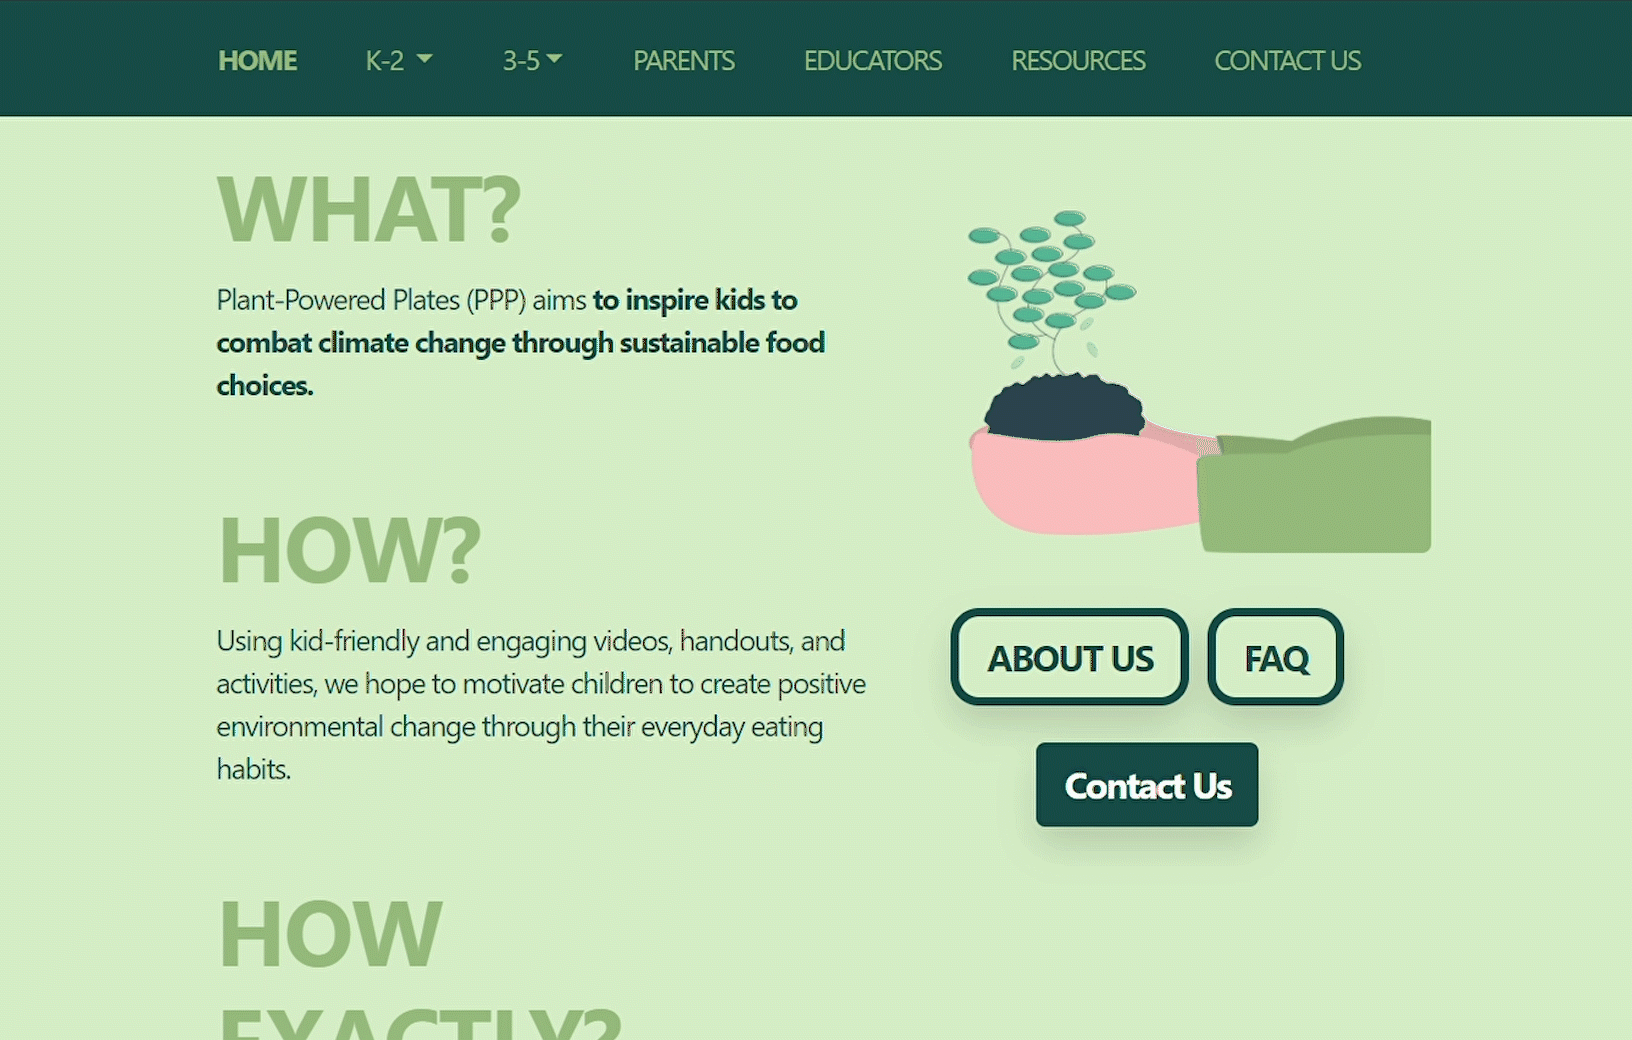 HOME K-2 3-5 PARENTS EDUCATORS RESOURCES CONTACT US
WHAT?
Plant-Powered Plates (PPP) aims to inspire kids to
combat climate change through sustainable food
choices.
HOW?
Using kid-friendly and engaging videos, handouts, and
activities, we hope to motivate children to create positive
environmental change through their everyday eating
habits.
ABOUT US FAQ
Contact Us
HOW
EXACTLY?